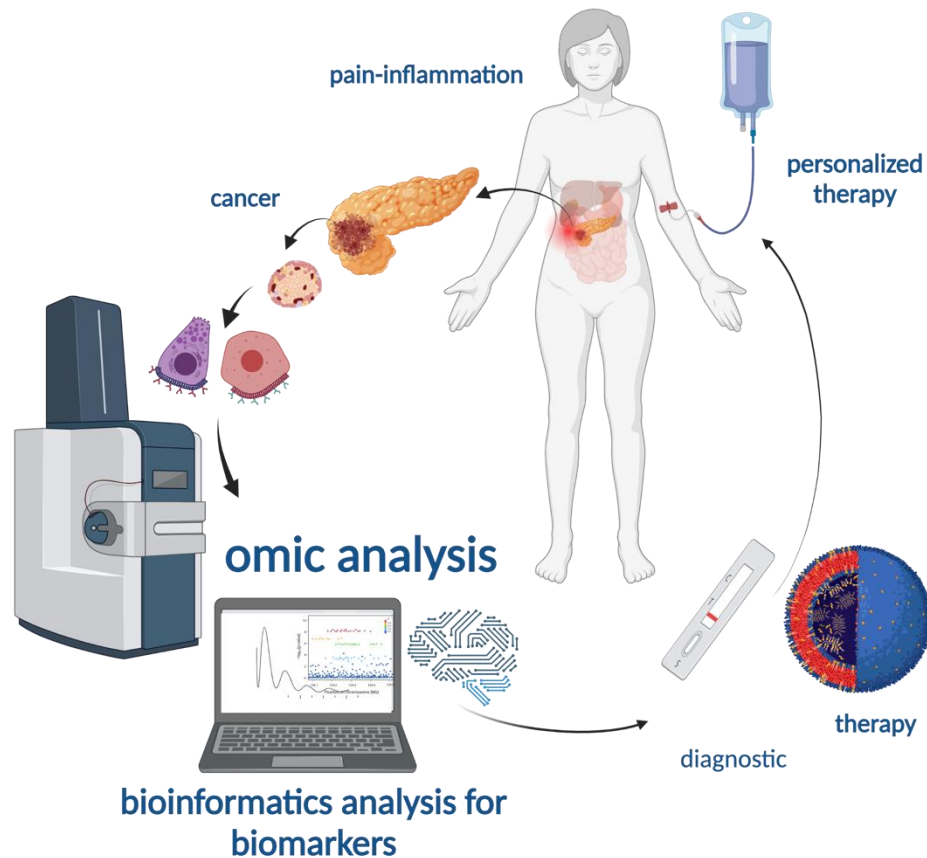 pain-inflammation
personalized
therapy
cancer
omic analysis
therapy
diagnostic
bioinformatics analysis for
biomarkers